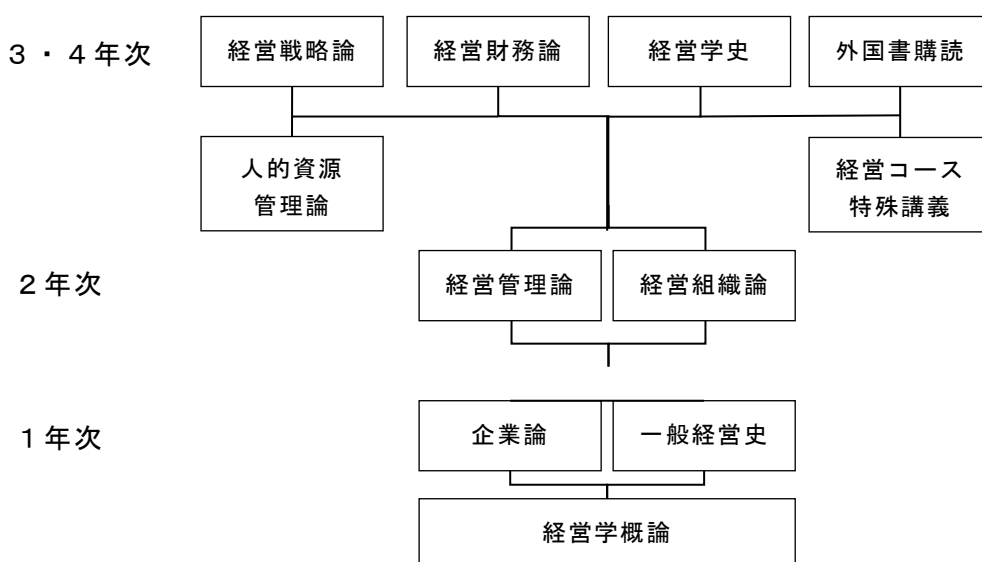 ３・４年次
経営戦略論
経営財務論
経営学史
外国書購読
人的資源
管理論
経営コース
特殊講義
２年次
経営管理論
経営組織論
１年次
企業論
一般経営史
経営学概論